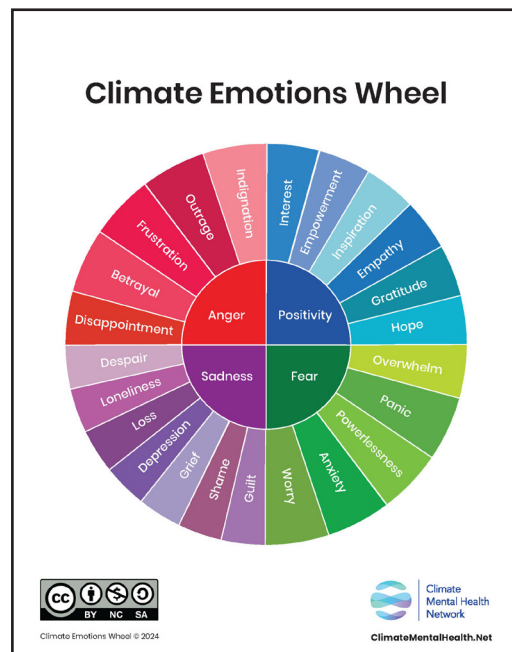 Climate Emotions Wheel
Indignation
Interest
Empowerment
Inspiration
Empathy
Gratitude
Hope
Overwhelm
Panic
Powerlessness
Anxiety
Worry
Guilt
Shame
Grief
Depression
Loss
Loneliness
Despair
Disappointment
Betrayal
Frustration
Outrage
Anger
Positivity
Sadness
Fear
CC
BY NC SA
Climate Emotions Wheel © 2024
Climate
Mental Health
Network
ClimateMentalHealth.Net